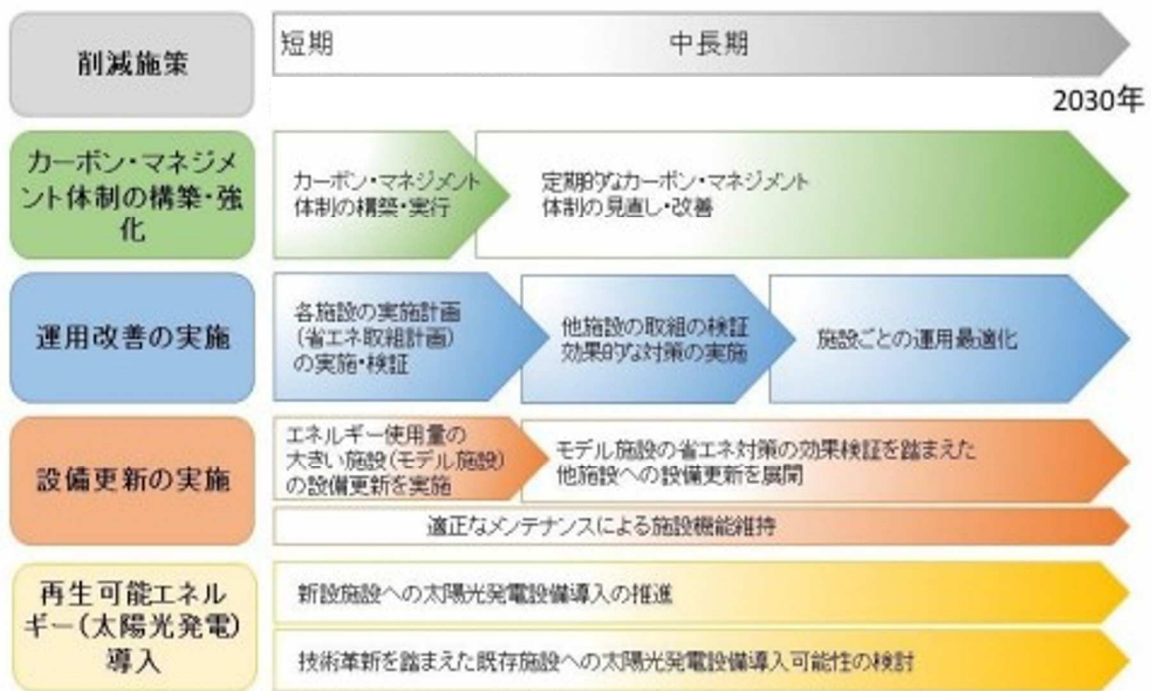 削減施策
短期
中長期
2030年
カーボン・マネジメ
ント体制の構築・強
化
カーボン・マネジメント
体制の構築・実行
定期的なカーボン・マネジメント
体制の見直し・改善
運用改善の実施
各施設の実施計画
(省エネ取組計画)
の実施・検証
他施設の取組の検証
効果的な対策の実施
施設ごとの運用最適化
設備更新の実施
エネルギー使用量の
大きい施設(モデル施設)
の設備更新を実施
モデル施設の省エネ対策の効果検証を踏まえた
他施設への設備更新を展開
適正なメンテナンスによる施設機能維持
再生可能エネル
ギー(太陽光発電)
導入
新設施設への太陽光発電設備導入の推進
技術革新を踏まえた既存施設への太陽光発電設備導入可能性の検討